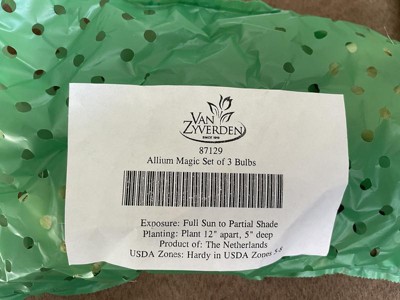 VAN
ZYVERDEN
SINCE 1919
87129
Allium Magic Set of 3 Bulbs
Exposure: Full Sun to Partial Shade
Planting: Plant 12" apart, 5" deep
Product of: The Netherlands
USDA Zones: Hardy in USDA Zones